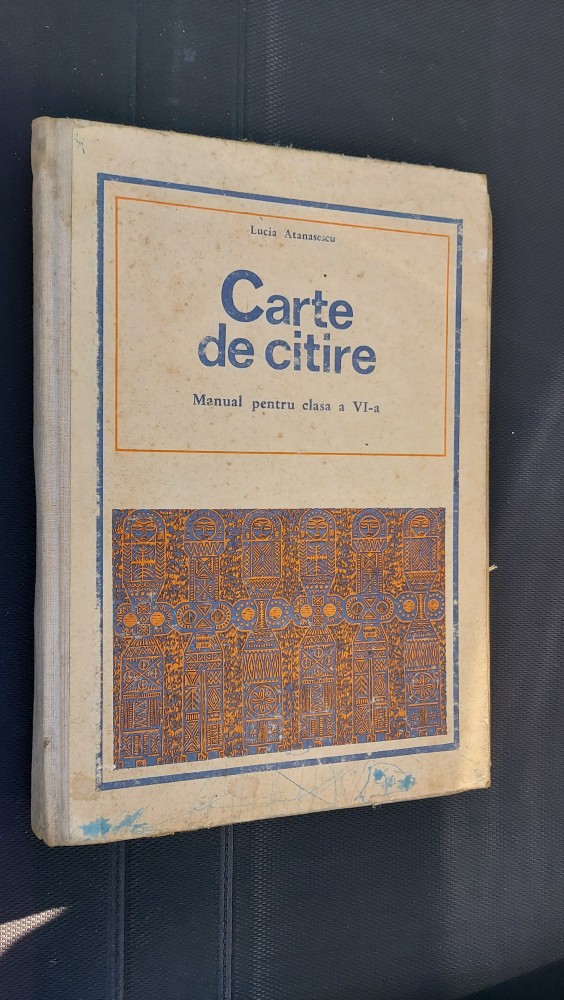 Lucia Atanasescu
Carte
de citire
Manual pentru clasa a VI-a